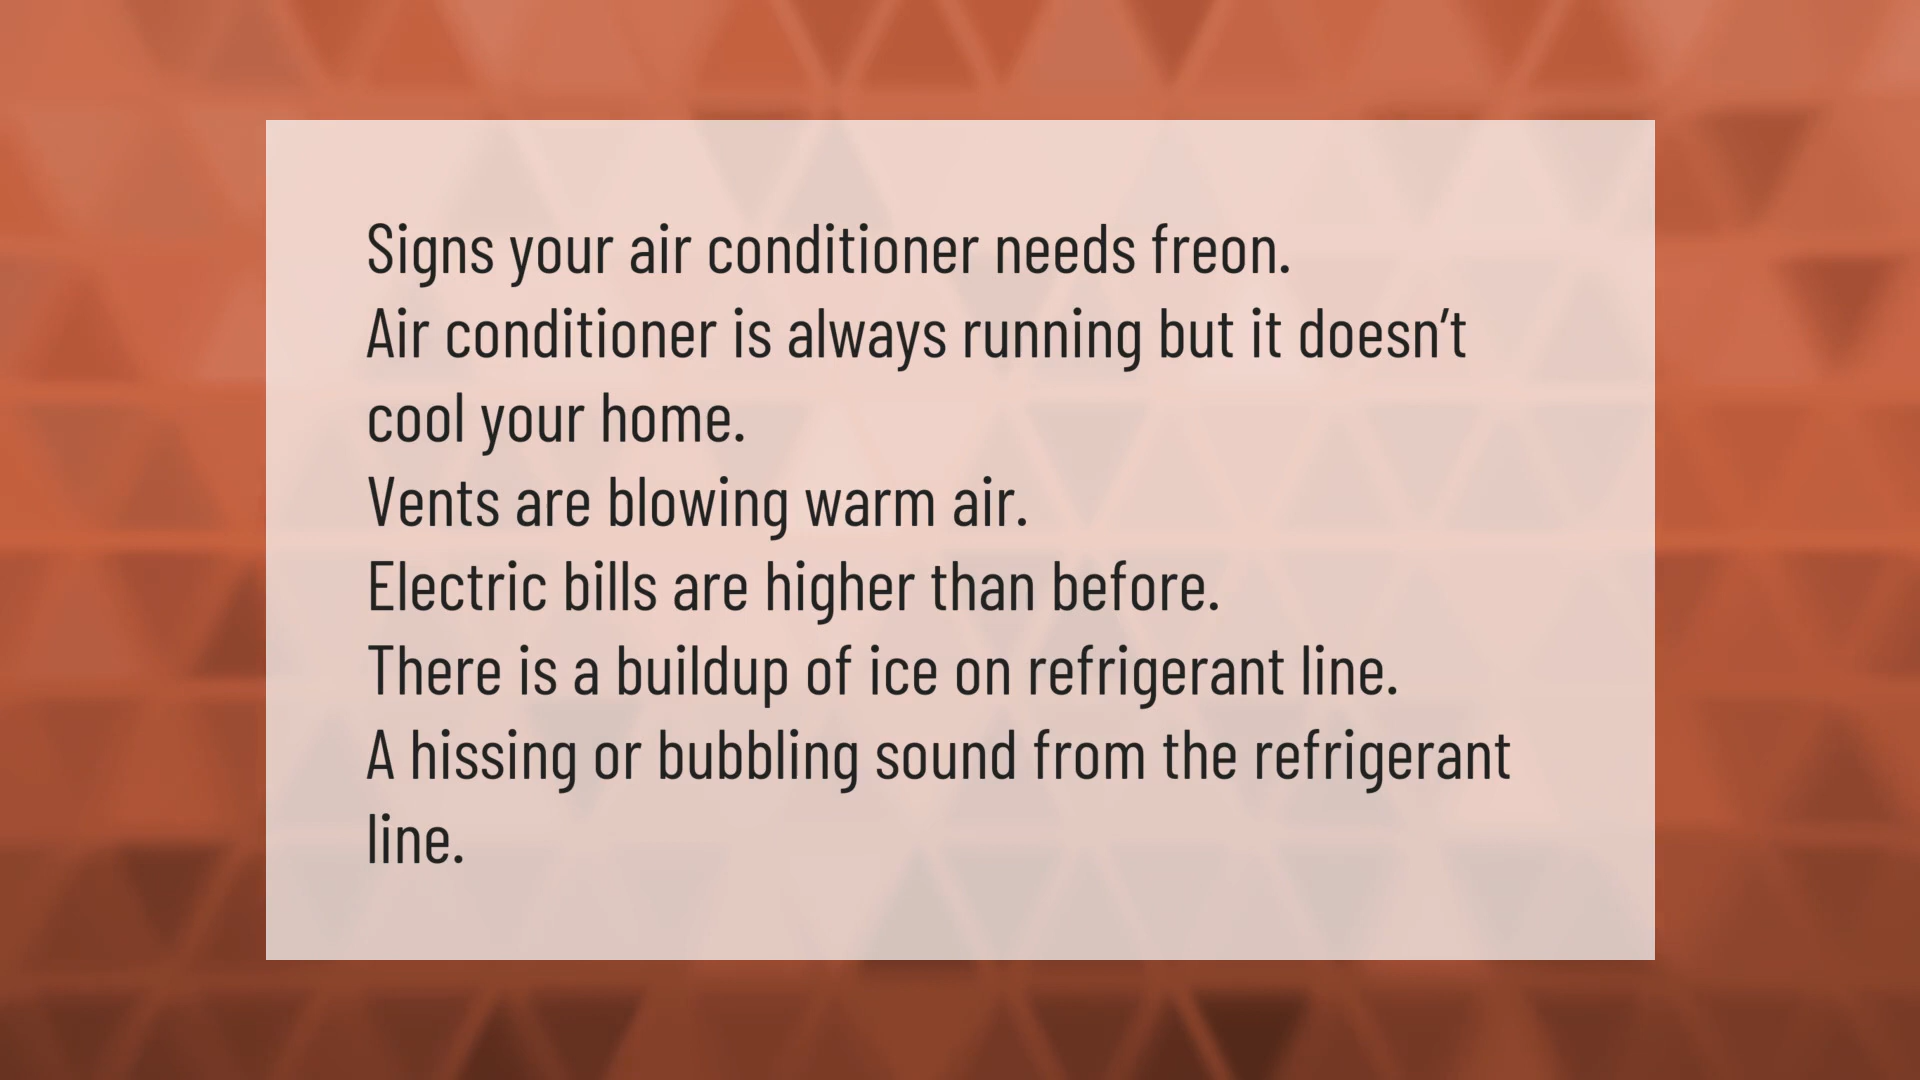 Signs your air conditioner needs freon.
Air conditioner is always running but it doesn’t
cool your home.
Vents are blowing warm air.
Electric bills are higher than before.
There is a buildup of ice on refrigerant line.
A hissing or bubbling sound from the refrigerant
line.